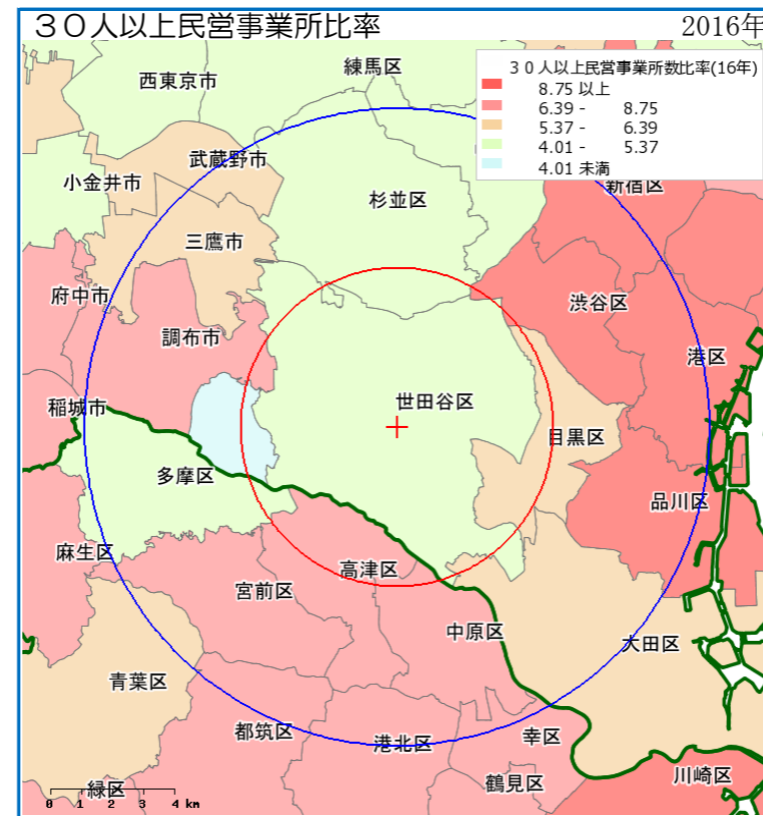 ３０人以上民営事業所比率
2016年
３０人以上民営事業所数比率(16年)
8.75 以上
6.39 - 8.75
5.37 - 6.39
4.01 - 5.37
4.01 未満
練馬区
西東京市
武蔵野市
小金井市
杉並区
新宿区
三鷹市
府中市
渋谷区
調布市
港区
稲城市
世田谷区
目黒区
多摩区
品川区
麻生区
高津区
宮前区
中原区
大田区
青葉区
都筑区
港北区
幸区
鶴見区
川崎区
緑区
0 1 2 3 4 km